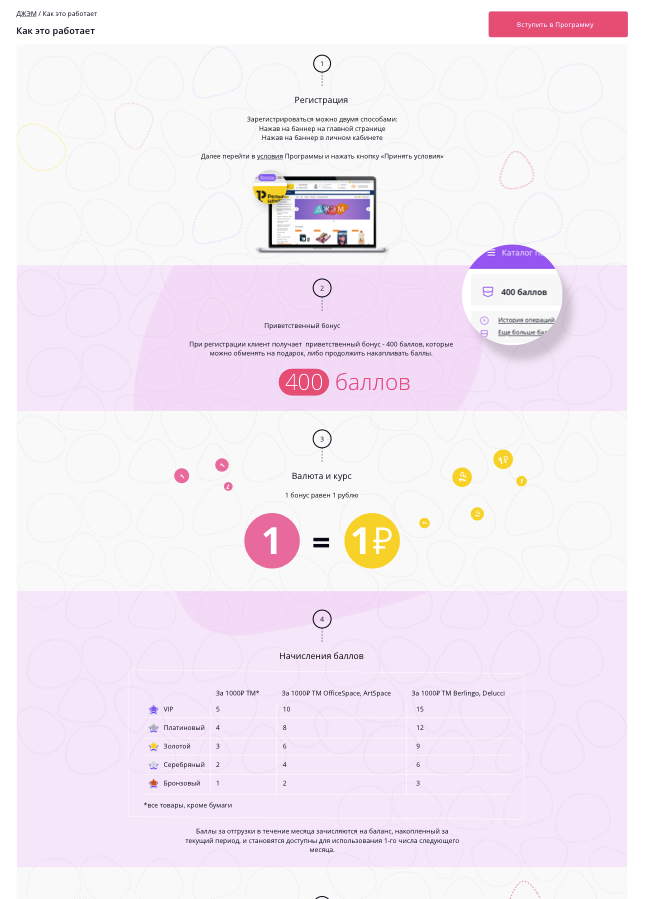 ДЖЭМ / Как это работает
Как это работает
Вступить в Программу
1
Регистрация
Зарегистрироваться можно двумя способами:
Нажав на баннер на главной странице
Нажав на баннер в личном кабинете
Далее перейти в условия Программы и нажать кнопку «Принять условия»
ДЖЭМ
Каталог
400 баллов
История операций
Еще больше
2
Приветственный бонус
При регистрации клиент получает приветственный бонус - 400 баллов, которые
можно обменять на подарок, либо продолжить накапливать баллы.
400 баллов
3
Валюта и курс
1 бонус равен 1 рублю
1₽
1 = 1₽
4
Начисления баллов
За 1000₽ ТМ* За 1000₽ ТМ OfficeSpace, ArtSpace За 1000₽ ТМ Berlingo, Delucci
VIP 5 10 15
Платиновый 4 8 12
Золотой 3 6 9
Серебряный 2 4 6
Бронзовый 1 2 3
*все товары, кроме бумаги
Баллы за отгрузки в течение месяца зачисляются на баланс, накопленный за
текущий период, и становятся доступны для использования 1-го числа следующего
месяца.